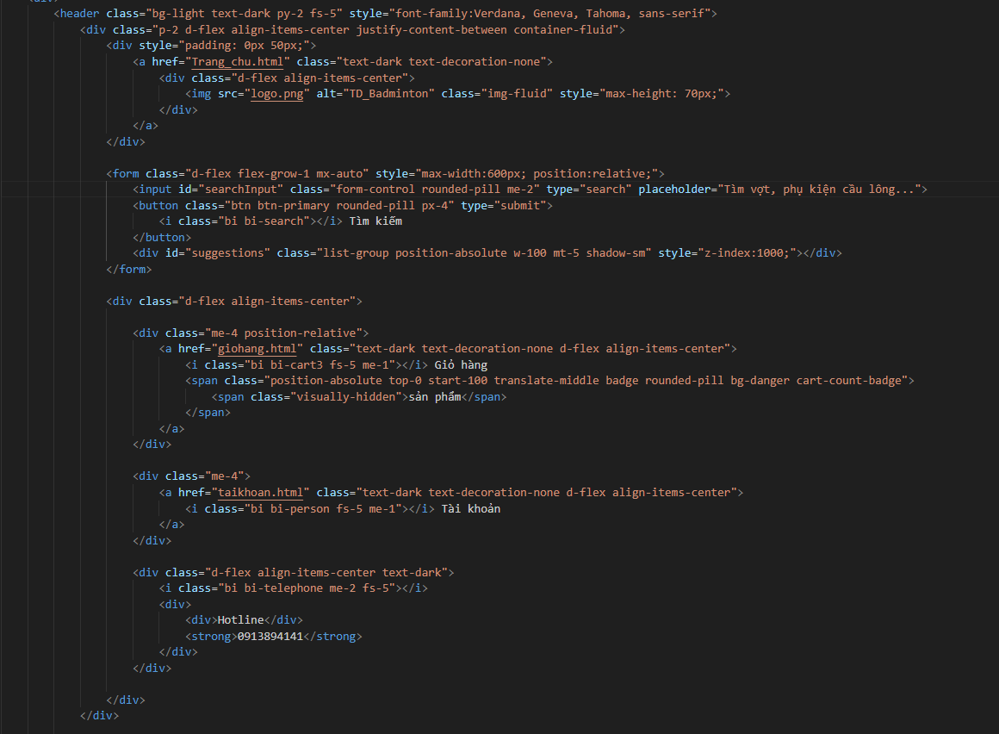 <div>
<header class="bg-light text-dark py-2 fs-5" style="font-family:Verdana, Geneva, Tahoma, sans-serif">
<div class="p-2 d-flex align-items-center justify-content-between container-fluid">
<div style="padding: 0px 50px;">
<a href="Trang_chu.html" class="text-dark text-decoration-none">
<div class="d-flex align-items-center">
<img src="logo.png" alt="TD_Badminton" class="img-fluid" style="max-height: 70px;">
</div>
</a>
</div>
<form class="d-flex flex-grow-1 mx-auto" style="max-width:600px; position:relative;">
<input id="searchInput" class="form-control rounded-pill me-2" type="search" placeholder="Tìm vợt, phụ kiện cầu lông...">
<button class="btn btn-primary rounded-pill px-4" type="submit">
<i class="bi bi-search"></i> Tìm kiếm
</button>
<div id="suggestions" class="list-group position-absolute w-100 mt-5 shadow-sm" style="z-index:1000;"></div>
</form>
<div class="d-flex align-items-center">
<div class="me-4 position-relative">
<a href="giohang.html" class="text-dark text-decoration-none d-flex align-items-center">
<i class="bi bi-cart3 fs-5 me-1"></i> Giỏ hàng
<span class="position-absolute top-0 start-100 translate-middle badge rounded-pill bg-danger cart-count-badge">
<span class="visually-hidden">sản phẩm</span>
</span>
</a>
</div>
<div class="me-4">
<a href="taikhoan.html" class="text-dark text-decoration-none d-flex align-items-center">
<i class="bi bi-person fs-5 me-1"></i> Tài khoản
</a>
</div>
<div class="d-flex align-items-center text-dark">
<i class="bi bi-telephone me-2 fs-5"></i>
<div>
<div>Hotline</div>
<strong>0913894141</strong>
</div>
</div>
</div>
</div>